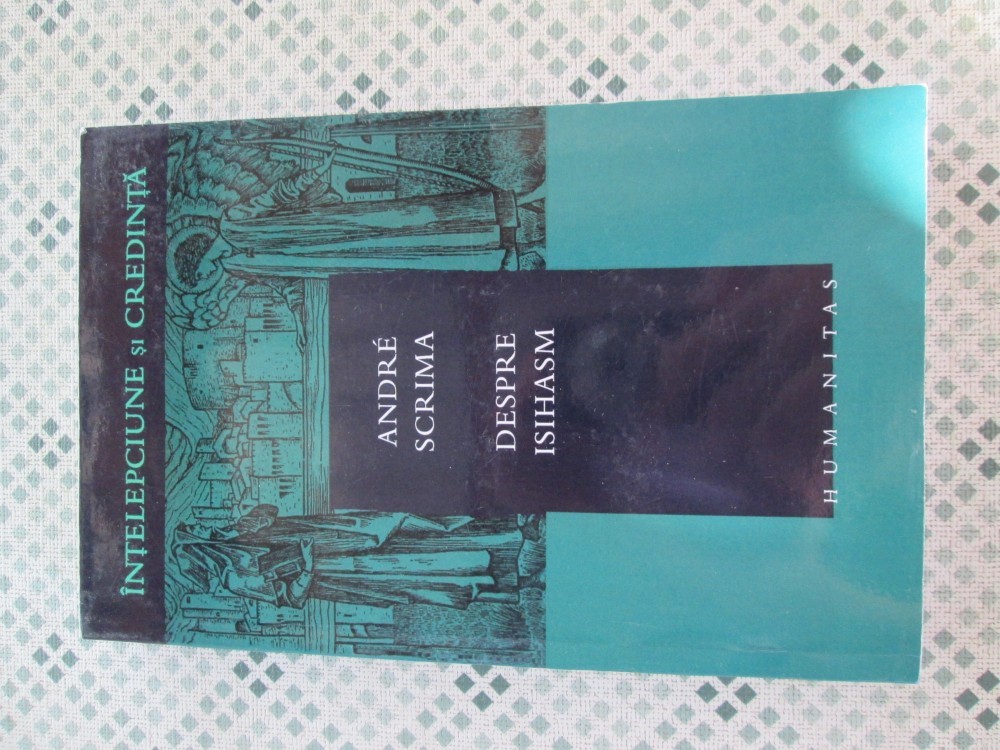 ÎNȚELEPCIUNE ȘI CREDINȚĂ
ANDRÉ
SCRIMA
DESPRE
ISIHASM
HUMANITAS